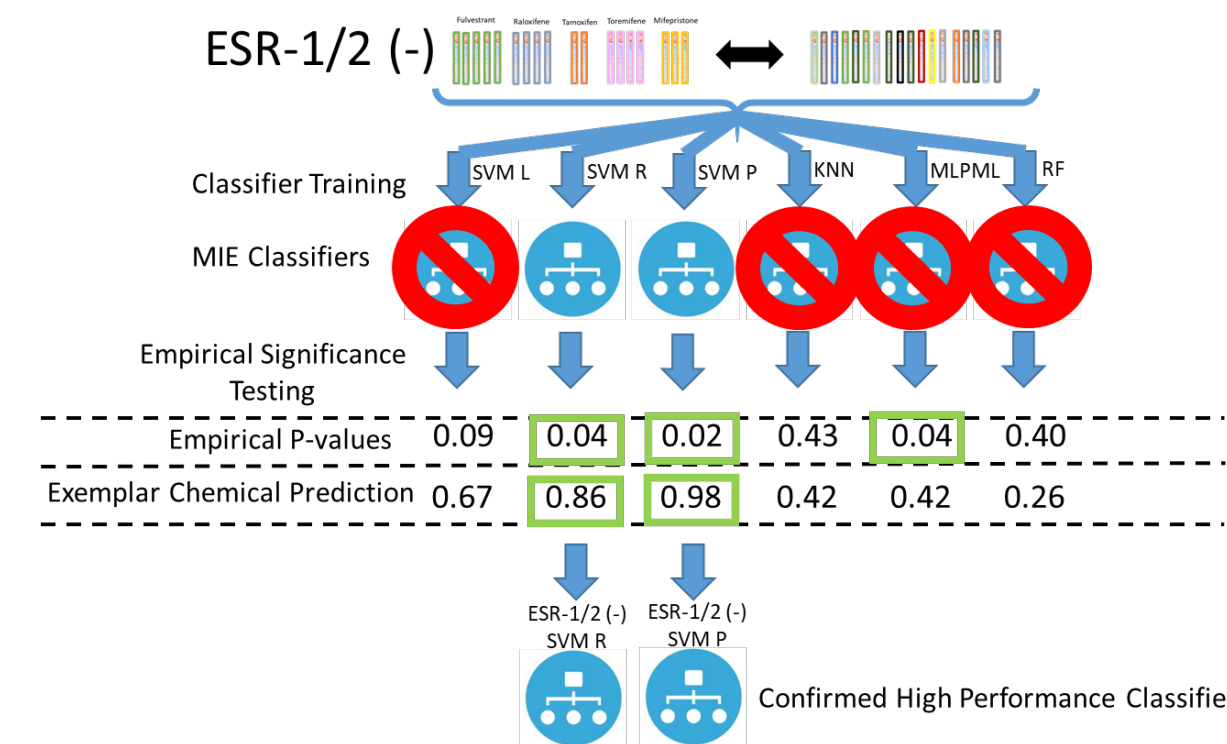 Fulvestrant Raloxifene Tamoxifen Toremifene Mifepristone
ESR-1/2 (-)
SVM L SVM R SVM P KNN MLPML RF
Classifier Training
MIE Classifiers
Empirical Significance
Testing
Empirical P-values 0.09 0.04 0.02 0.43 0.04 0.40
Exemplar Chemical Prediction 0.67 0.86 0.98 0.42 0.42 0.26
ESR-1/2 (-) ESR-1/2 (-)
SVM R SVM P
Confirmed High Performance Classifie